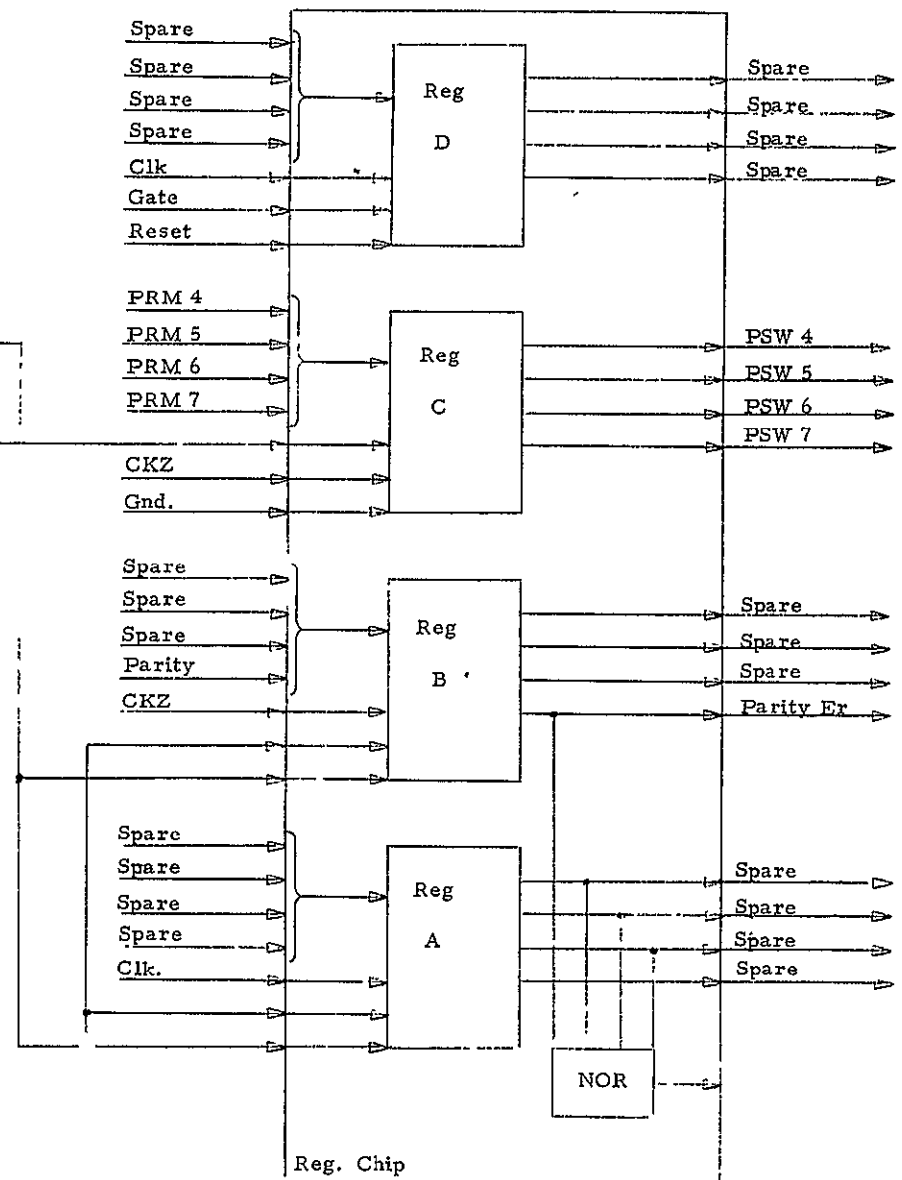 Spare
Spare
Spare
Spare
Clk
Gate
Reset
Reg
D
Spare
Spare
Spare
Spare
PRM 4
PRM 5
PRM 6
PRM 7
CKZ
Gnd.
Reg
C
PSW 4
PSW 5
PSW 6
PSW 7
Spare
Spare
Spare
Parity
CKZ
Reg
B
Spare
Spare
Spare
Parity Er
Spare
Spare
Spare
Spare
Clk.
Reg
A
Spare
Spare
Spare
Spare
NOR
Reg. Chip